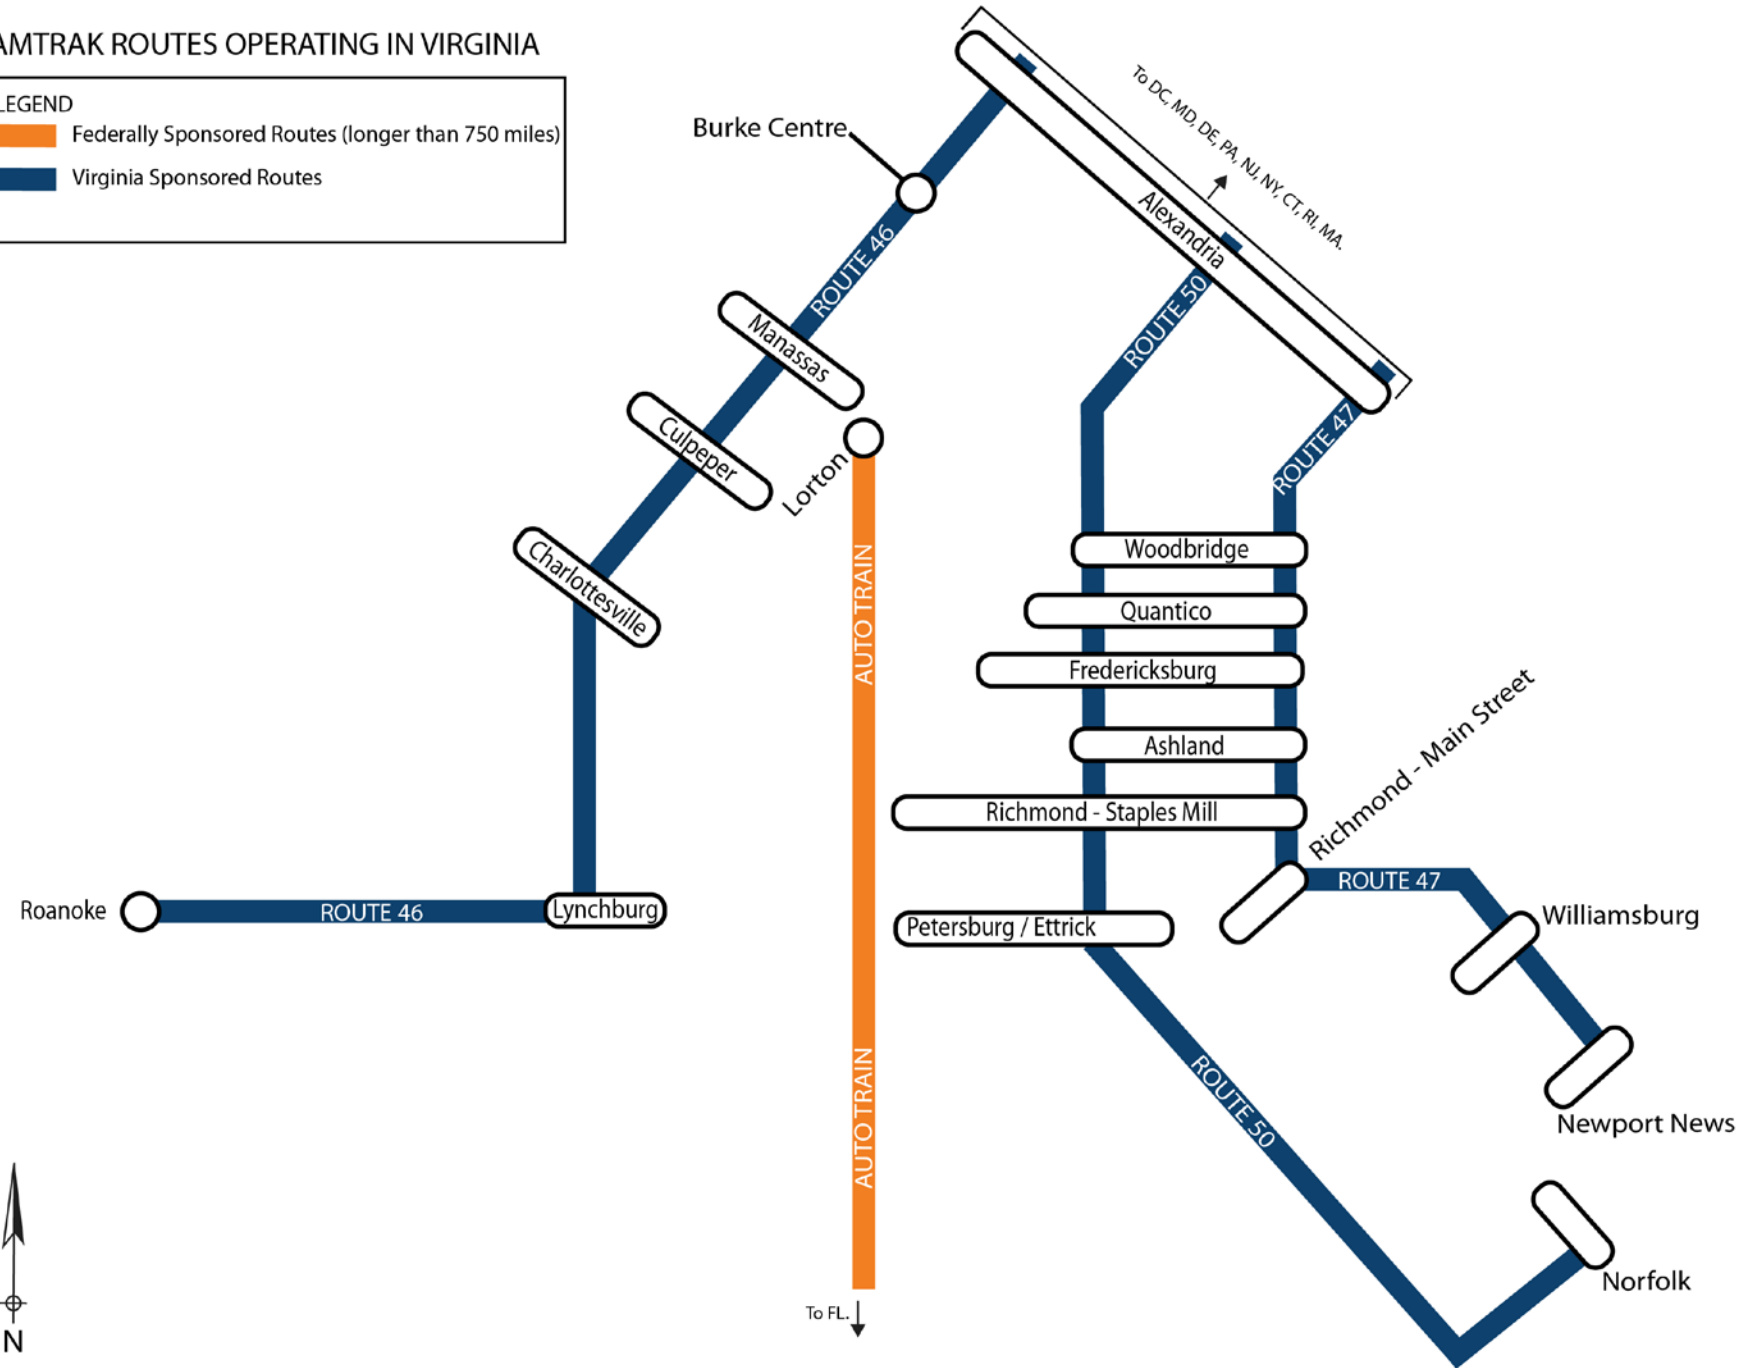 AMTRAK ROUTES OPERATING IN VIRGINIA
LEGEND
Federally Sponsored Routes (longer than 750 miles)
Virginia Sponsored Routes
To DC, MD, DE, PA, NJ, NY, CT, RI, MA.
Burke Centre
Alexandria
ROUTE 46
ROUTE 50
Manassas
ROUTE 47
Culpeper
Lorton
Charlottesville
AUTO TRAIN
Woodbridge
Quantico
Fredericksburg
Ashland
Richmond - Staples Mill
Richmond - Main Street
ROUTE 47
Roanoke
ROUTE 46
Lynchburg
Petersburg / Ettrick
Williamsburg
AUTO TRAIN
ROUTE 50
Newport News
Norfolk
To FL.
N